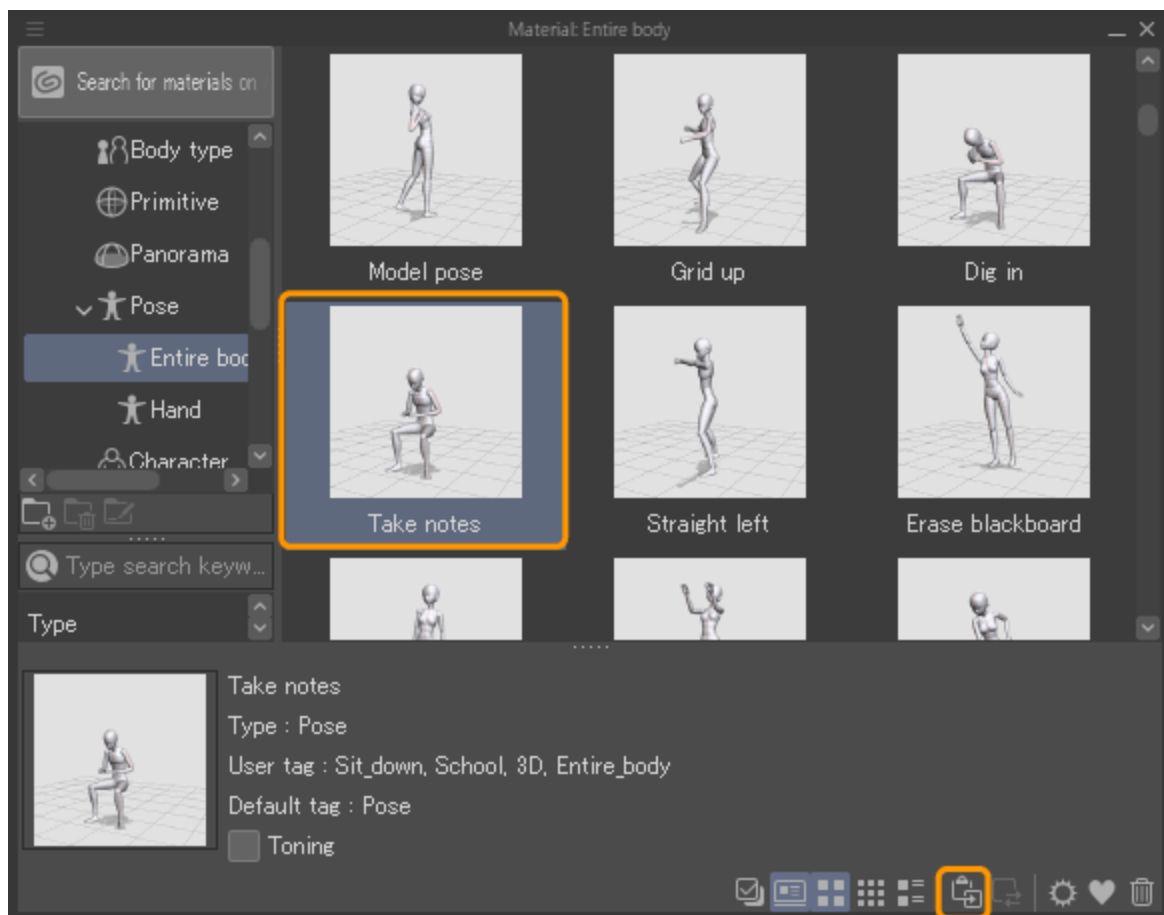 Material: Entire body
Search for materials on
Body type
Primitive
Panorama
Pose
Entire bod
Hand
Character
Type search keyw...
Type
Model pose
Grid up
Dig in
Take notes
Straight left
Erase blackboard
Take notes
Type : Pose
User tag : Sit_down, School, 3D, Entire_body
Default tag : Pose
Toning